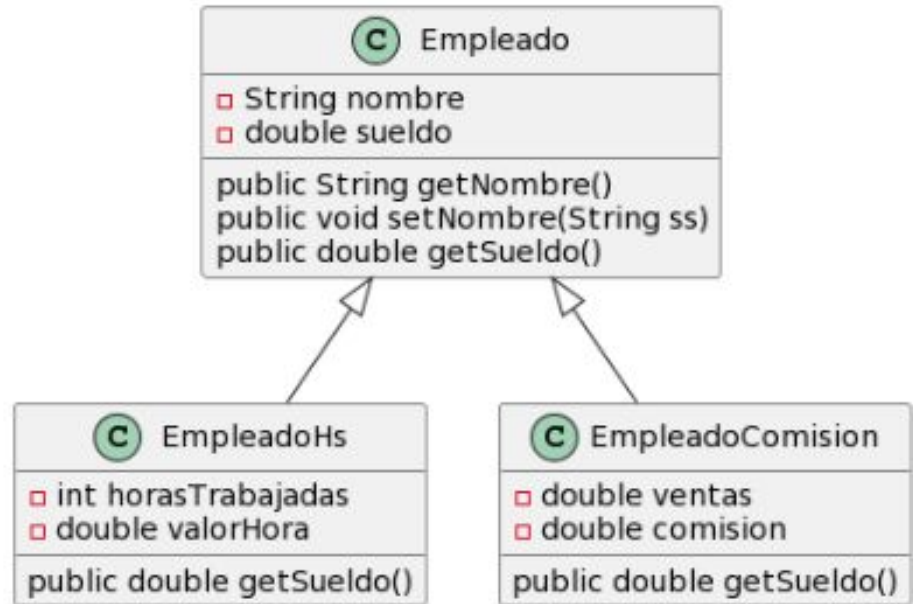 C Empleado
String nombre
double sueldo
public String getNombre()
public void setNombre(String ss)
public double getSueldo()
C EmpleadoHs
int horasTrabajadas
double valorHora
public double getSueldo()
C EmpleadoComision
double ventas
double comision
public double getSueldo()